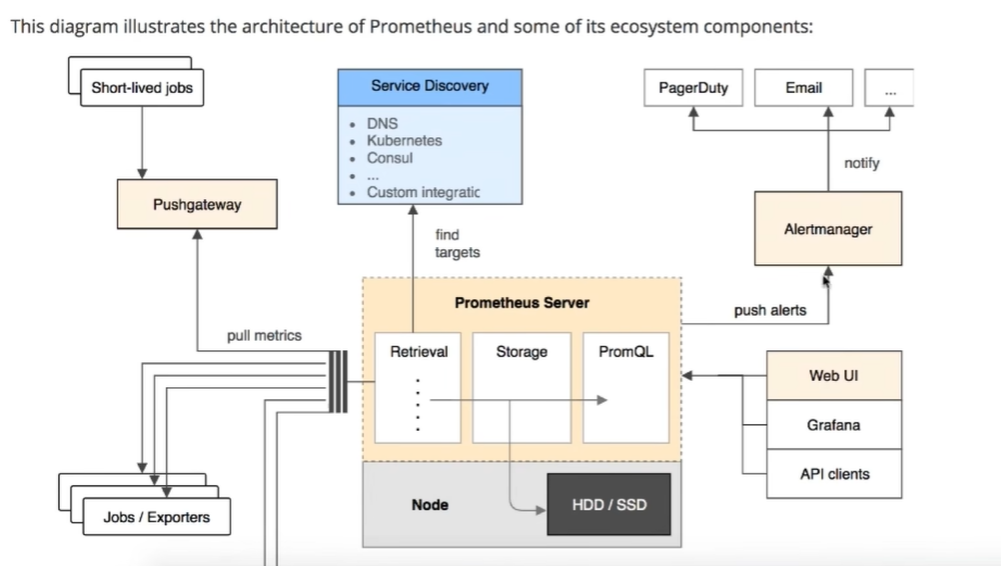 This diagram illustrates the architecture of Prometheus and some of its ecosystem components:
Short-lived jobs
Service Discovery
• DNS
• Kubernetes
• Consul
• ...
• Custom integratic
PagerDuty
Email
...
notify
Pushgateway
Alertmanager
find
targets
push alerts
Prometheus Server
pull metrics
Retrieval
Storage
PromQL
Web UI
Grafana
API clients
Node
HDD / SSD
Jobs / Exporters